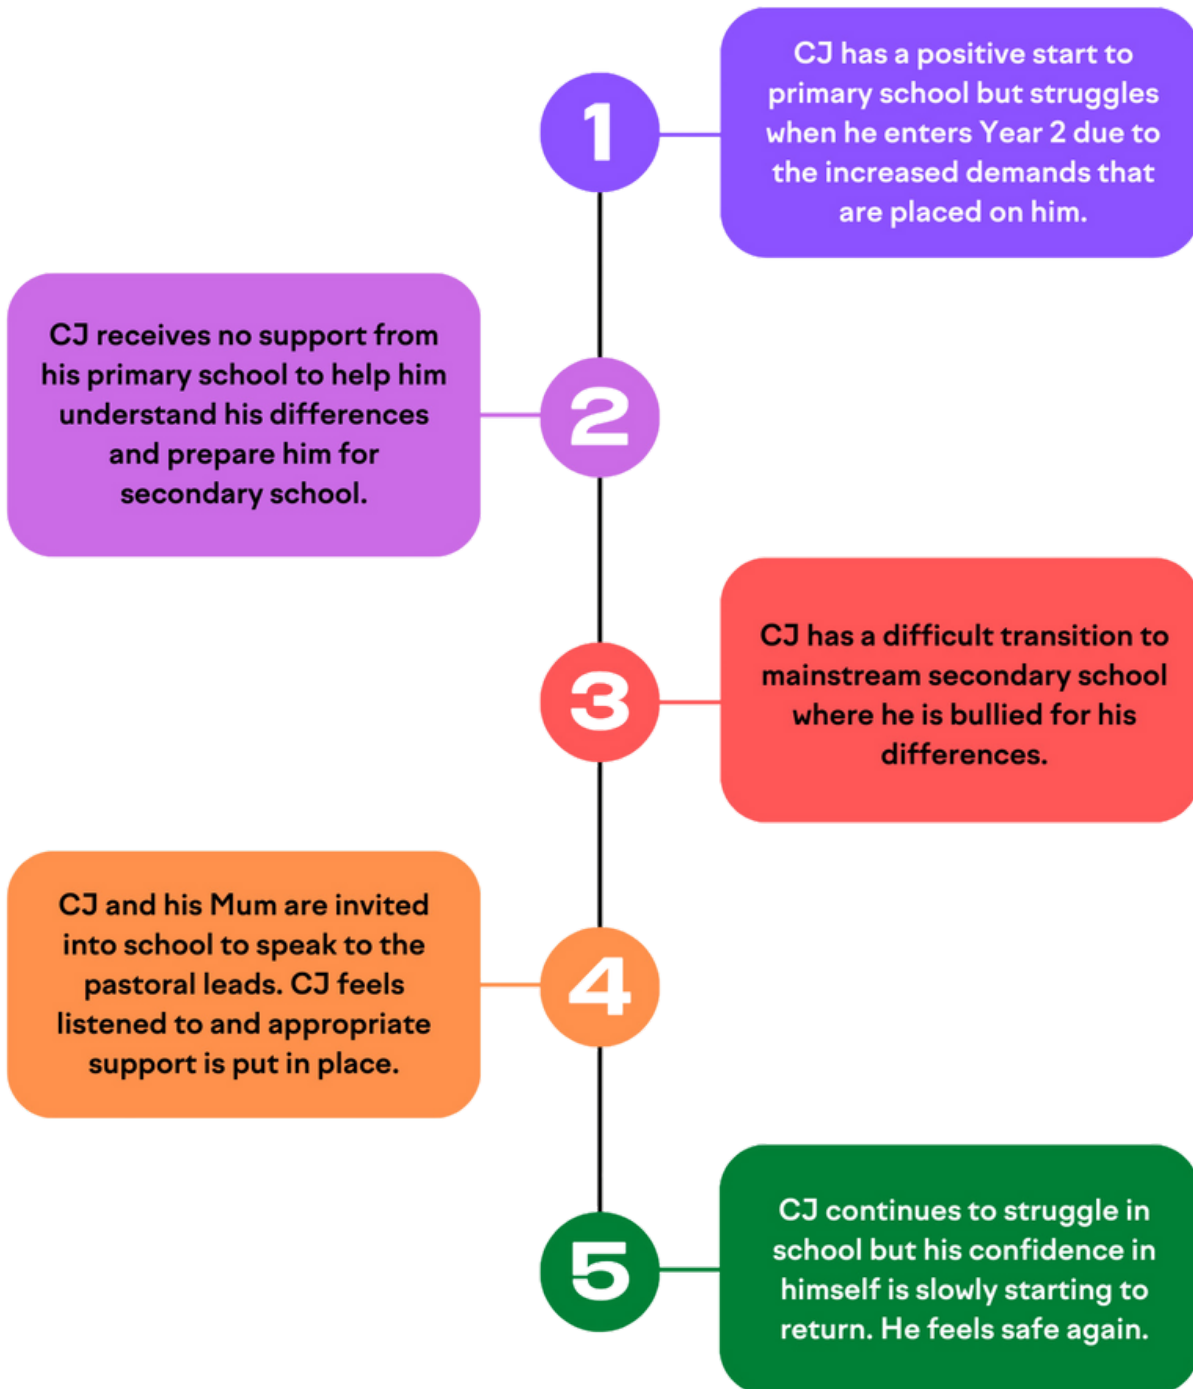 1
CJ has a positive start to
primary school but struggles
when he enters Year 2 due to
the increased demands that
are placed on him.
CJ receives no support from
his primary school to help him
understand his differences
and prepare him for
secondary school.
2
3
CJ has a difficult transition to
mainstream secondary school
where he is bullied for his
differences.
CJ and his Mum are invited
into school to speak to the
pastoral leads. CJ feels
listened to and appropriate
support is put in place.
4
5
CJ continues to struggle in
school but his confidence in
himself is slowly starting to
return. He feels safe again.